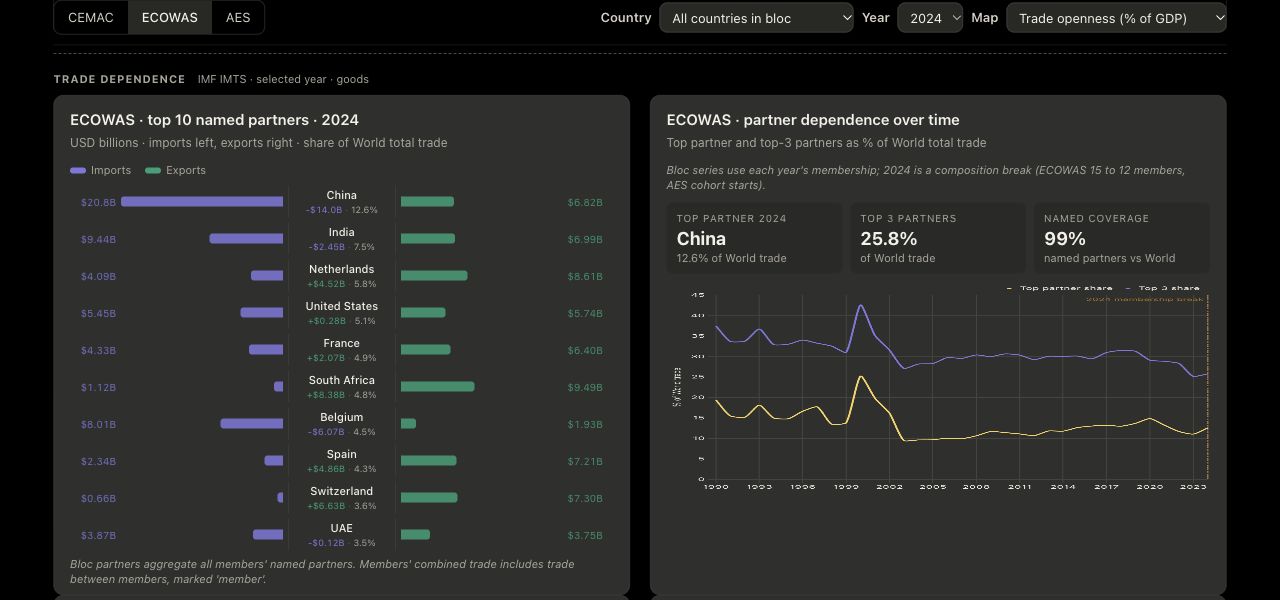 CEMAC ECOWAS AES Country All countries in bloc Year 2024 Map Trade openness (% of GDP)
TRADE DEPENDENCE IMF IMTS · selected year · goods
ECOWAS · top 10 named partners · 2024
USD billions · imports left, exports right · share of World total trade
Imports Exports
$20.8B China $6.82B
-$14.0B · 12.6%
$9.44B India $6.99B
-$2.45B · 7.5%
$4.09B Netherlands $8.61B
+$4.52B · 5.8%
$5.45B United States $5.74B
+$0.28B · 5.1%
$4.33B France $6.40B
+$2.07B · 4.9%
$1.12B South Africa $9.49B
+$8.38B · 4.8%
$8.01B Belgium $1.93B
-$6.07B · 4.5%
$2.34B Spain $7.21B
+$4.86B · 4.3%
$0.66B Switzerland $7.30B
+$6.63B · 3.6%
$3.87B UAE $3.75B
-$0.12B · 3.5%
Bloc partners aggregate all members' named partners. Members' combined trade includes trade
between members, marked 'member'.
ECOWAS · partner dependence over time
Top partner and top-3 partners as % of World total trade
Bloc series use each year's membership; 2024 is a composition break (ECOWAS 15 to 12 members,
AES cohort starts).
TOP PARTNER 2024
China
12.6% of World trade
TOP 3 PARTNERS
25.8%
of World trade
NAMED COVERAGE
99%
named partners vs World
Top partner share Top 3 share
2024 membership break
45
40
35
30
25
20
15
10
5
0
1990 1993 1996 1999 2002 2005 2008 2011 2014 2017 2020 2023